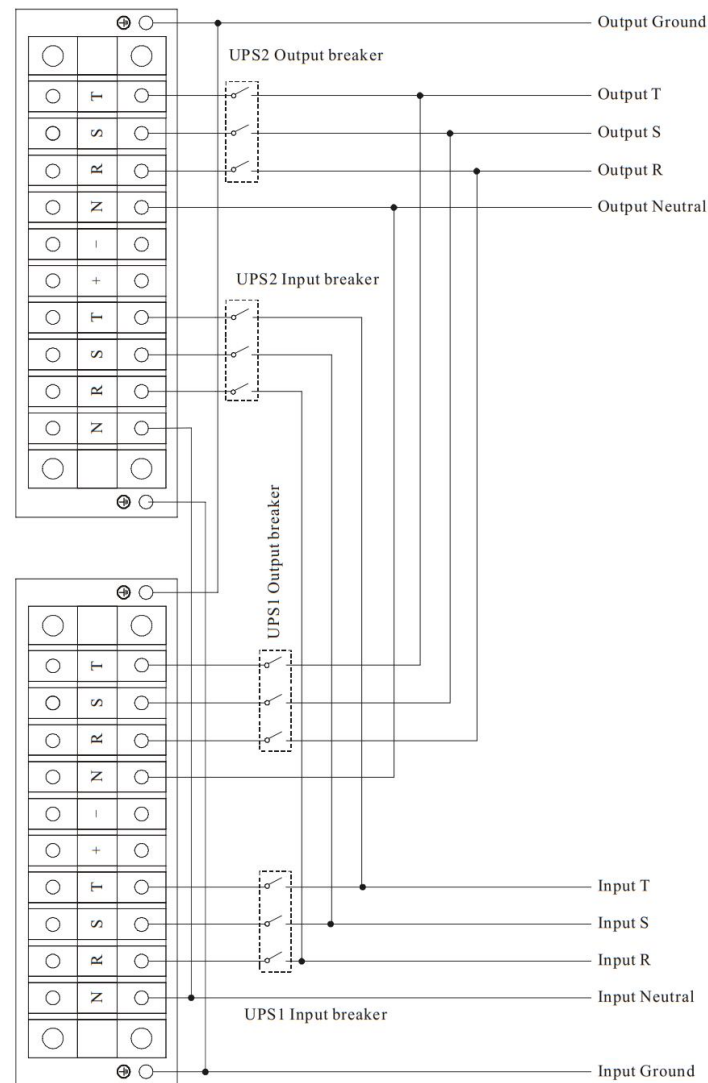 Output Ground
UPS2 Output breaker
T
Output T
S
Output S
R
Output R
N
Output Neutral
−
+
UPS2 Input breaker
T
S
R
N
UPS1 Output breaker
T
S
R
N
−
+
T
Input T
S
Input S
R
Input R
N
Input Neutral
UPS1 Input breaker
Input Ground